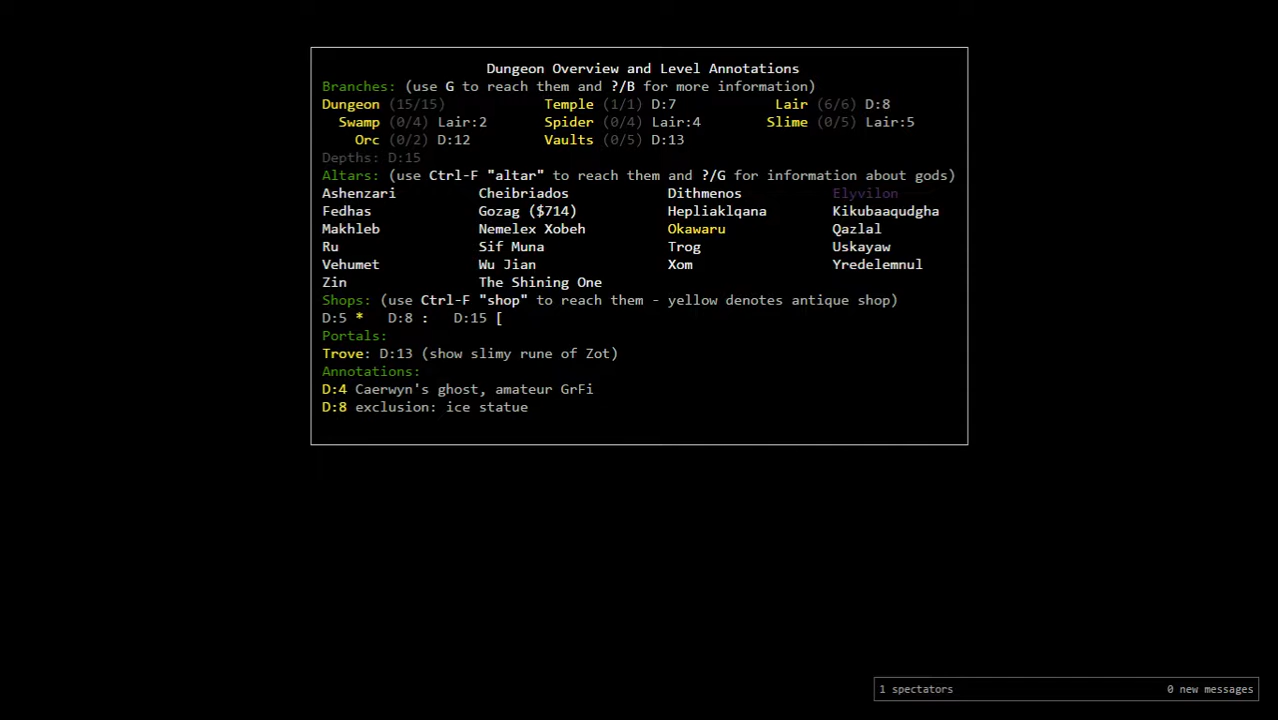 Dungeon Overview and Level Annotations
Branches: (use G to reach them and ?/B for more information)
Dungeon (15/15) Temple (1/1) D:7 Lair (6/6) D:8
Swamp (0/4) Lair:2 Spider (0/4) Lair:4 Slime (0/5) Lair:5
Orc (0/2) D:12 Vaults (0/5) D:13
Depths: D:15
Altars: (use Ctrl-F "altar" to reach them and ?/G for information about gods)
Ashenzari Cheibriados Dithmenos Elyvilon
Fedhas Gozag ($714) Hepliaklqana Kikubaaqudgha
Makhleb Nemelex Xobeh Okawaru Qazlal
Ru Sif Muna Trog Uskayaw
Vehumet Wu Jian Xom Yredelemnul
Zin The Shining One
Shops: (use Ctrl-F "shop" to reach them - yellow denotes antique shop)
D:5 * D:8 : D:15 [
Portals:
Trove: D:13 (show slimy rune of Zot)
Annotations:
D:4 Caerwyn's ghost, amateur GrFi
D:8 exclusion: ice statue
1 spectators 0 new messages